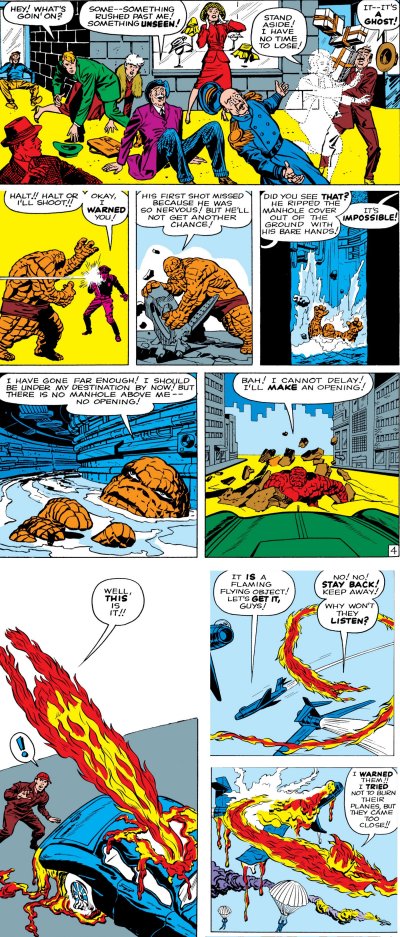 HEY! WHAT'S
GOIN' ON?
SOME--SOMETHING
RUSHED PAST ME!
SOMETHING UNSEEN!
STAND
ASIDE!
I HAVE
NO TIME
TO LOSE!
IT--IT'S
A
GHOST!
HALT!! HALT OR
I'LL SHOOT!!
OKAY,
I
WARNED
YOU!
HIS FIRST SHOT MISSED
BECAUSE HE WAS
SO NERVOUS! BUT HE'LL
NOT GET ANOTHER
CHANCE!
DID YOU SEE THAT?
HE RIPPED THE
MANHOLE COVER
OUT OF THE
GROUND WITH
HIS BARE HANDS!
IT'S
IMPOSSIBLE!
I HAVE GONE FAR ENOUGH! I SHOULD
BE UNDER MY DESTINATION BY NOW! BUT
THERE IS NO MANHOLE ABOVE ME--
NO OPENING!
BAH! I CANNOT DELAY!
I'LL MAKE AN OPENING!
4
WELL,
THIS
IS
IT!!
!
IT IS A
FLAMING
FLYING OBJECT!
LET'S GET IT,
GUYS!
NO! NO!
STAY BACK!
KEEP AWAY!
WHY WON'T
THEY
LISTEN?
I WARNED
THEM!!
I TRIED
NOT TO BURN
THEIR
PLANES, BUT
THEY CAME
TOO
CLOSE!!